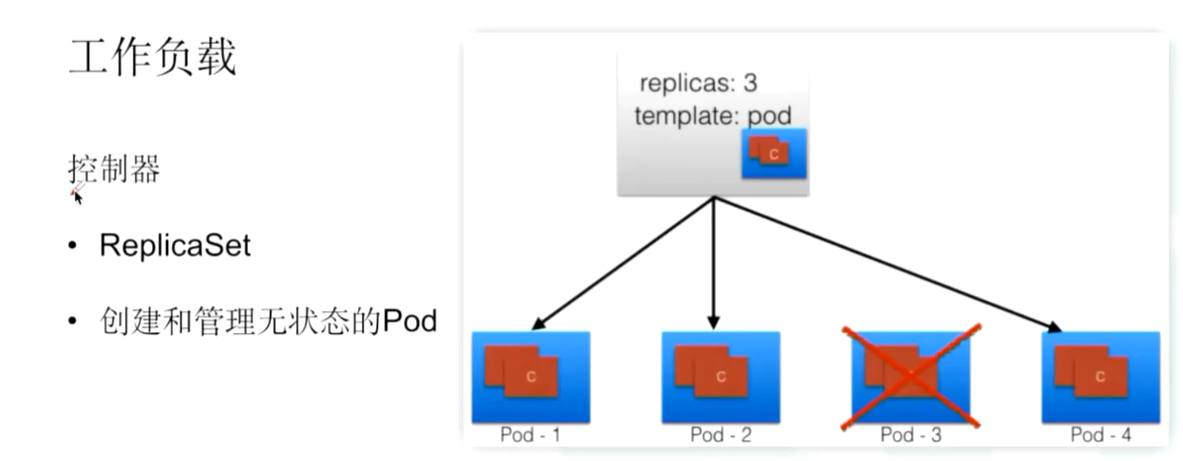 工作负载
控制器
• ReplicaSet
• 创建和管理无状态的Pod
replicas: 3
template: pod
C
C
C
C
C
Pod - 1
Pod - 2
Pod - 3
Pod - 4